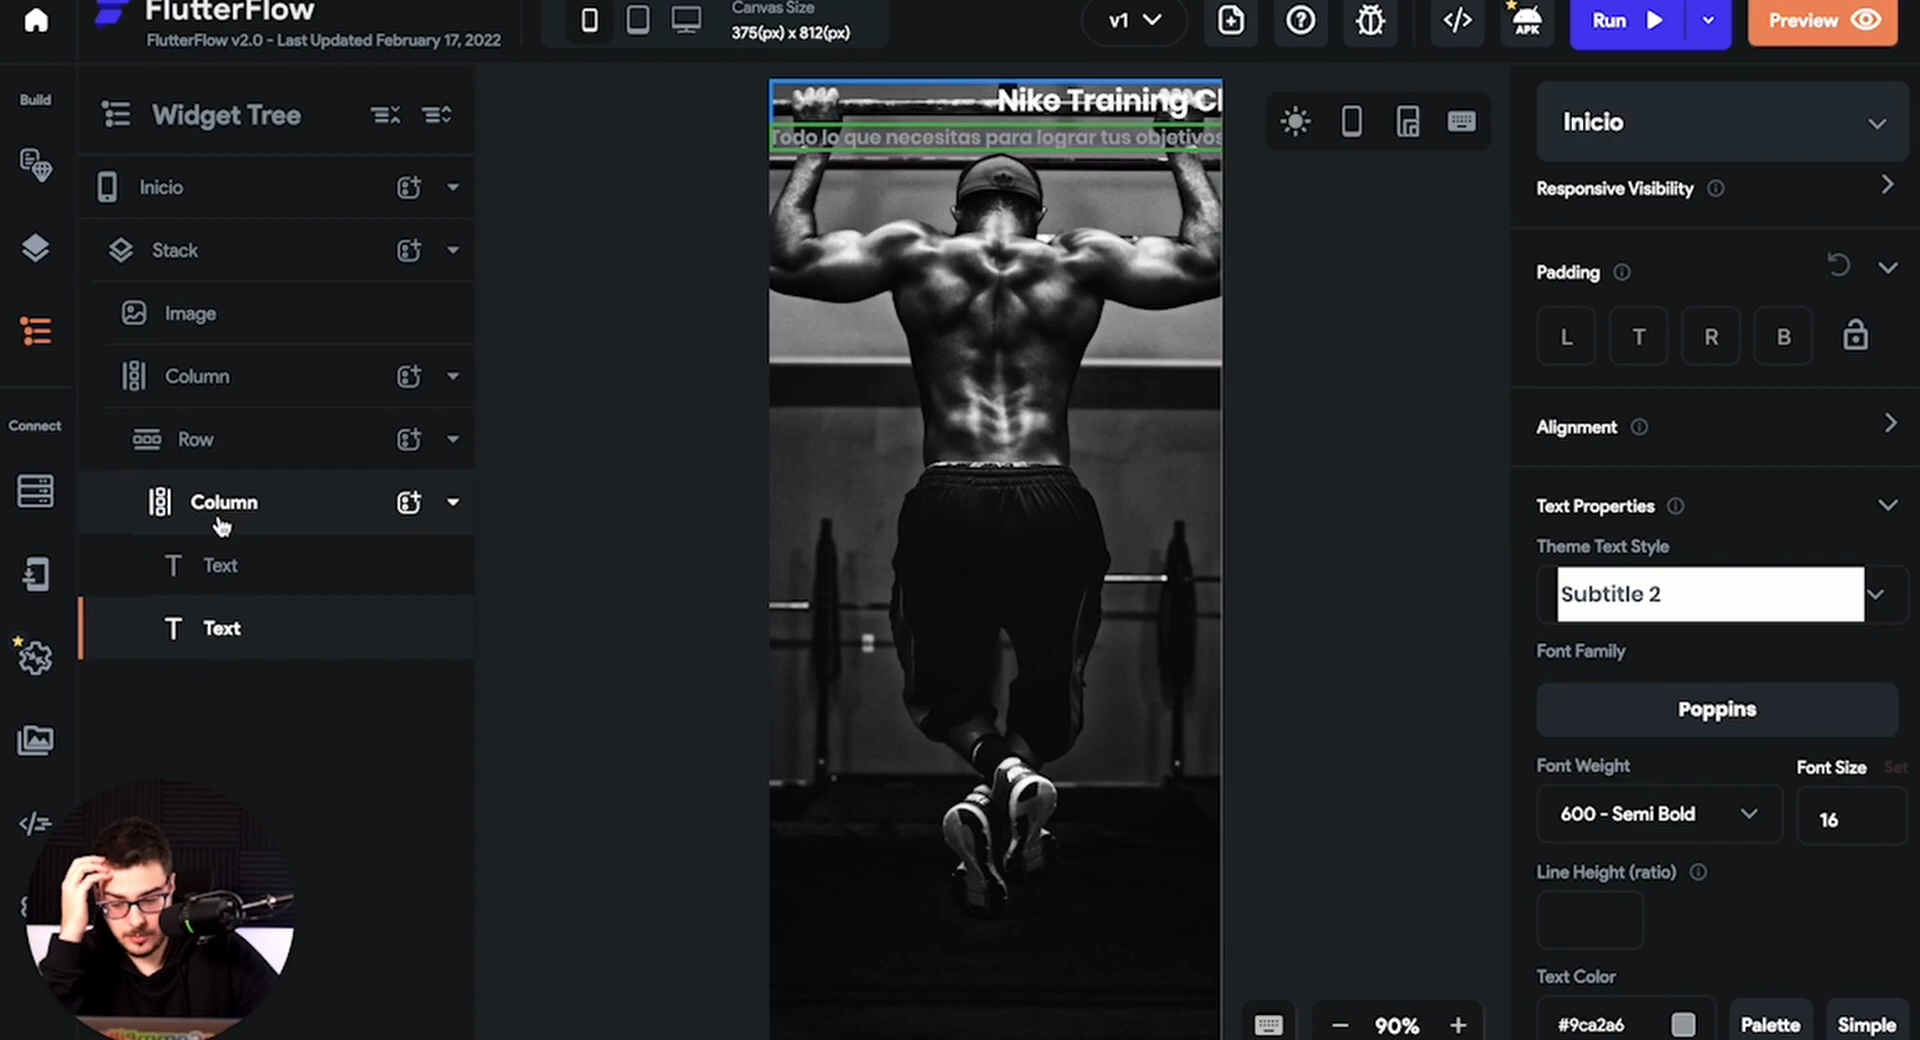 FlutterFlow
FlutterFlow v2.0 - Last Updated February 17, 2022
Canvas Size
375(px) x 812(px)
v1
APK
Run
Preview
Build
Connect
Widget Tree
Inicio
Stack
Image
Column
Row
Column
Text
Text
Nike Training Cl
Todo lo que necesitas para lograr tus objetivos
Inicio
Responsive Visibility
Padding
L T R B
Alignment
Text Properties
Theme Text Style
Subtitle 2
Font Family
Poppins
Font Weight
Font Size Set
600 - Semi Bold
16
Line Height (ratio)
Text Color
#9ca2a6
Palette
Simple
90%